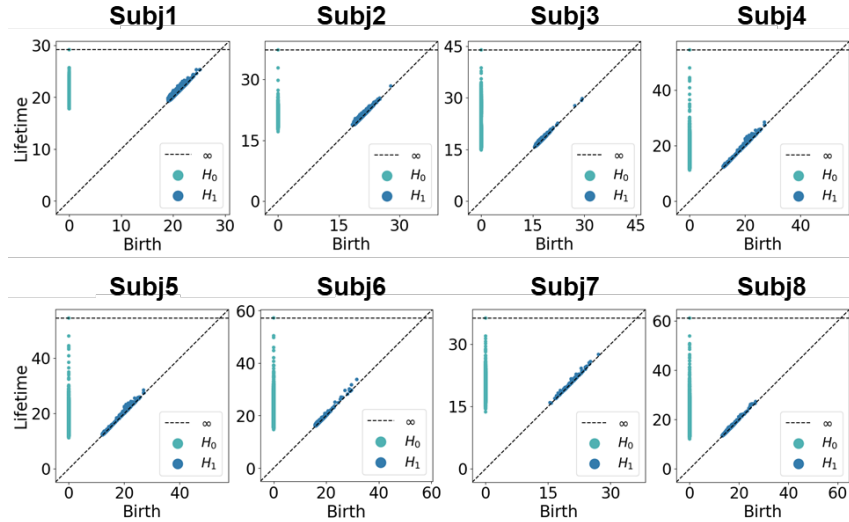 Subj1 Subj2 Subj3 Subj4
Lifetime
30
20
10
0
0 10 20 30
Birth
∞
H0
H1
30
15
0
0 15 30
Birth
∞
H0
H1
45
30
15
0
0 15 30 45
Birth
∞
H0
H1
40
20
0
0 20 40
Birth
∞
H0
H1
Subj5 Subj6 Subj7 Subj8
Lifetime
40
20
0
0 20 40
Birth
∞
H0
H1
60
40
20
0
0 20 40 60
Birth
∞
H0
H1
30
15
0
0 15 30
Birth
∞
H0
H1
60
40
20
0
0 20 40 60
Birth
∞
H0
H1